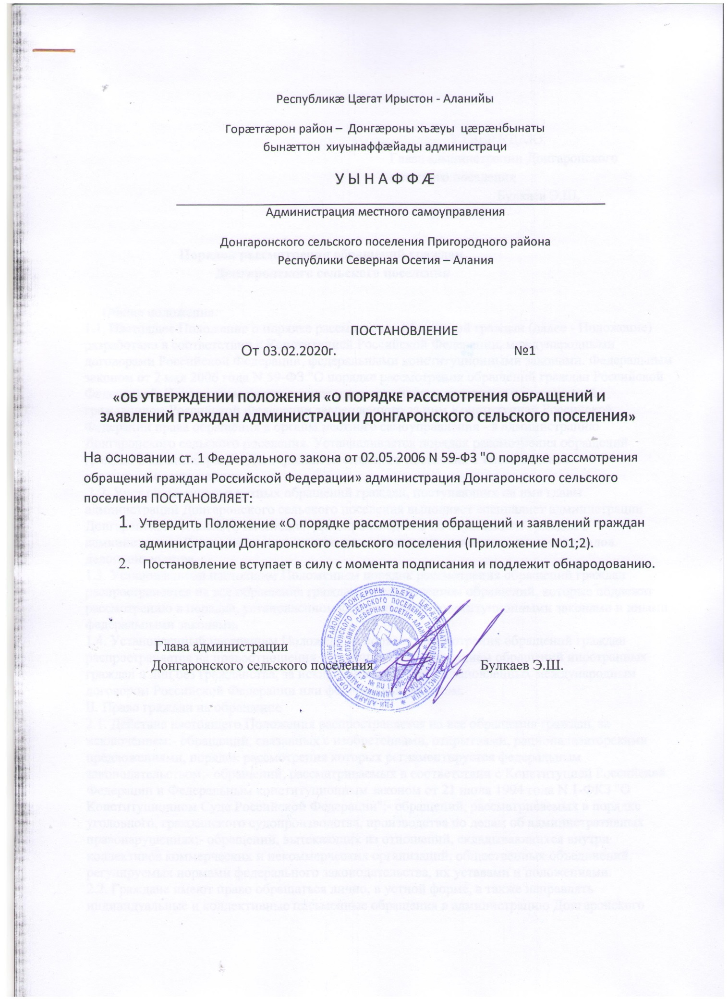 Республикæ Цæгат Ирыстон - Аланийы
Горæтгæрон район – Донгæроны хъæуы цæрæнбынаты
бынæттон хиуынаффæйады администраци
У Ы Н А Ф Ф Æ
Администрация местного самоуправления
Донгаронского сельского поселения Пригородного района
Республики Северная Осетия – Алания
ПОСТАНОВЛЕНИЕ
От 03.02.2020г. №1
«ОБ УТВЕРЖДЕНИИ ПОЛОЖЕНИЯ «О ПОРЯДКЕ РАССМОТРЕНИЯ ОБРАЩЕНИЙ И
ЗАЯВЛЕНИЙ ГРАЖДАН АДМИНИСТРАЦИИ ДОНГАРОНСКОГО СЕЛЬСКОГО ПОСЕЛЕНИЯ»
На основании ст. 1 Федерального закона от 02.05.2006 N 59-ФЗ "О порядке рассмотрения
обращений граждан Российской Федерации» администрация Донгаронского сельского
поселения ПОСТАНОВЛЯЕТ:
1. Утвердить Положение «О порядке рассмотрения обращений и заявлений граждан
администрации Донгаронского сельского поселения (Приложение No1;2).
2. Постановление вступает в силу с момента подписания и подлежит обнародованию.
Глава администрации
Донгаронского сельского поселения Булкаев Э.Ш.